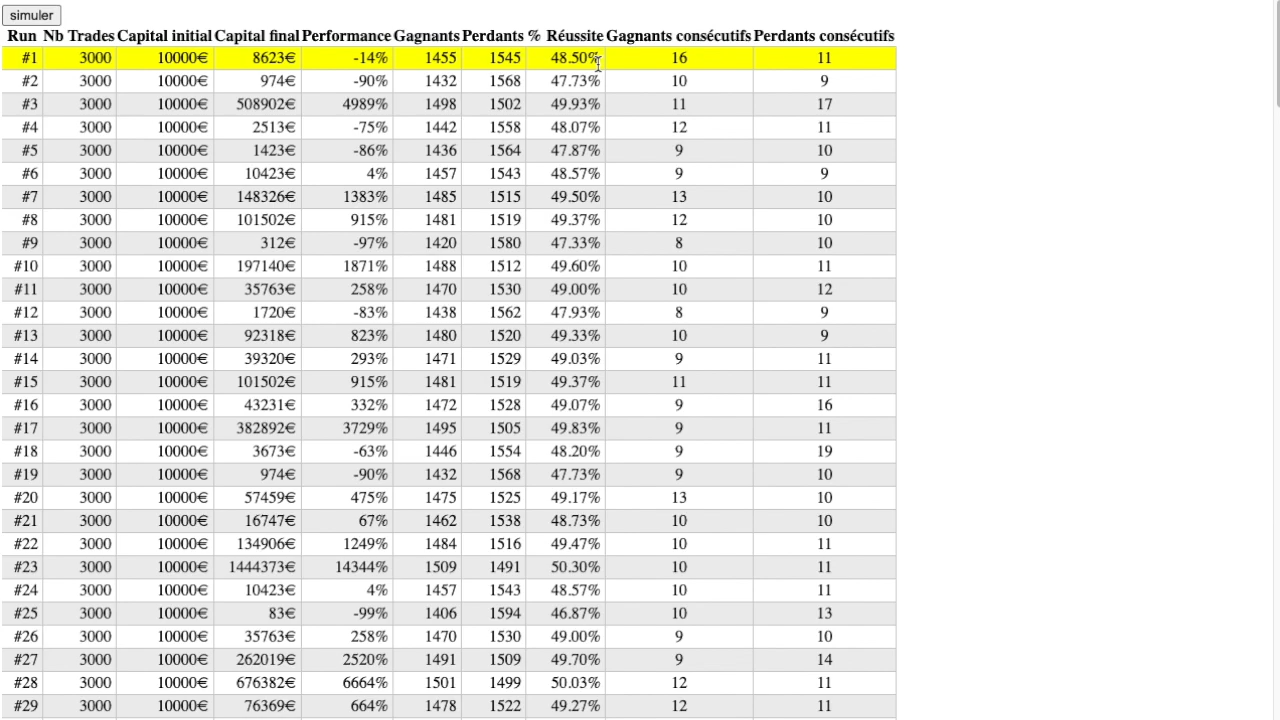 simuler
Run Nb Trades Capital initial Capital final Performance Gagnants Perdants % Réussite Gagnants consécutifs Perdants consécutifs
#1 3000 10000€ 8623€ -14% 1455 1545 48.50% 16 11
#2 3000 10000€ 974€ -90% 1432 1568 47.73% 10 9
#3 3000 10000€ 508902€ 4989% 1498 1502 49.93% 11 17
#4 3000 10000€ 2513€ -75% 1442 1558 48.07% 12 11
#5 3000 10000€ 1423€ -86% 1436 1564 47.87% 9 10
#6 3000 10000€ 10423€ 4% 1457 1543 48.57% 9 9
#7 3000 10000€ 148326€ 1383% 1485 1515 49.50% 13 10
#8 3000 10000€ 101502€ 915% 1481 1519 49.37% 12 10
#9 3000 10000€ 312€ -97% 1420 1580 47.33% 8 10
#10 3000 10000€ 197140€ 1871% 1488 1512 49.60% 10 11
#11 3000 10000€ 35763€ 258% 1470 1530 49.00% 10 12
#12 3000 10000€ 1720€ -83% 1438 1562 47.93% 8 9
#13 3000 10000€ 92318€ 823% 1480 1520 49.33% 10 9
#14 3000 10000€ 39320€ 293% 1471 1529 49.03% 9 11
#15 3000 10000€ 101502€ 915% 1481 1519 49.37% 11 11
#16 3000 10000€ 43231€ 332% 1472 1528 49.07% 9 16
#17 3000 10000€ 382892€ 3729% 1495 1505 49.83% 9 11
#18 3000 10000€ 3673€ -63% 1446 1554 48.20% 9 19
#19 3000 10000€ 974€ -90% 1432 1568 47.73% 9 10
#20 3000 10000€ 57459€ 475% 1475 1525 49.17% 13 10
#21 3000 10000€ 16747€ 67% 1462 1538 48.73% 10 10
#22 3000 10000€ 134906€ 1249% 1484 1516 49.47% 10 11
#23 3000 10000€ 1444373€ 14344% 1509 1491 50.30% 10 11
#24 3000 10000€ 10423€ 4% 1457 1543 48.57% 10 11
#25 3000 10000€ 83€ -99% 1406 1594 46.87% 10 13
#26 3000 10000€ 35763€ 258% 1470 1530 49.00% 9 10
#27 3000 10000€ 262019€ 2520% 1491 1509 49.70% 9 14
#28 3000 10000€ 676382€ 6664% 1501 1499 50.03% 12 11
#29 3000 10000€ 76369€ 664% 1478 1522 49.27% 12 11